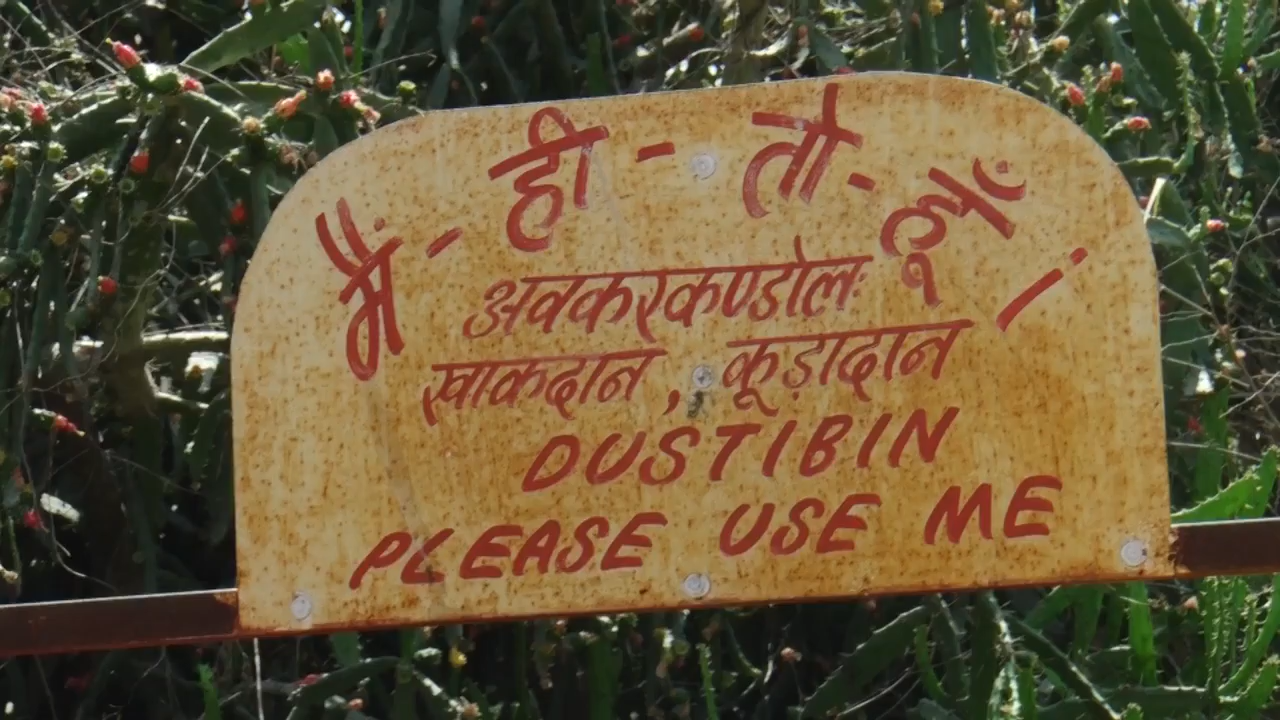 मैं - ही - तो - हूँ !
अवकरकण्डोलः
खाकदान , कूड़ादान
DUSTIBIN
PLEASE USE ME